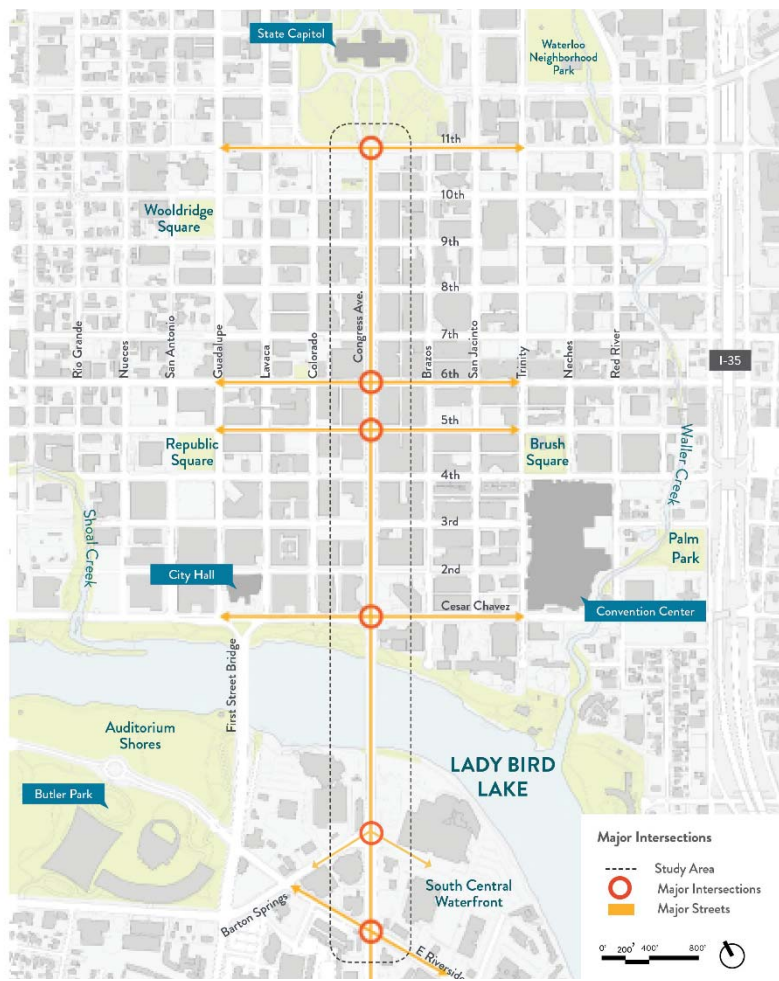 State Capitol
Waterloo
Neighborhood
Park
11th
10th
Wooldridge
Square
9th
8th
7th
Rio Grande
Nueces
San Antonio
Guadalupe
Lavaca
Colorado
Congress Ave.
Brazos
San Jacinto
Trinity
Neches
Red River
6th
I-35
5th
Republic
Square
Brush
Square
4th
Waller Creek
Shoal Creek
3rd
Palm
Park
City Hall
2nd
Cesar Chavez
Convention Center
First Street Bridge
Auditorium
Shores
LADY BIRD
LAKE
Butler Park
South Central
Waterfront
Barton Springs
E Riverside
Major Intersections
Study Area
Major Intersections
Major Streets
0' 200' 400' 800'